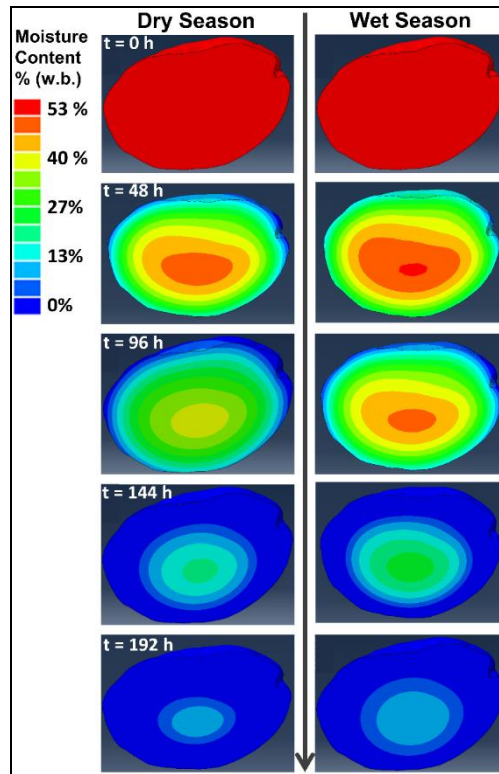 Dry Season
Wet Season
Moisture
Content
% (w.b.)
53 %
40 %
27%
13%
0%
t = 0 h
t = 48 h
t = 96 h
t = 144 h
t = 192 h